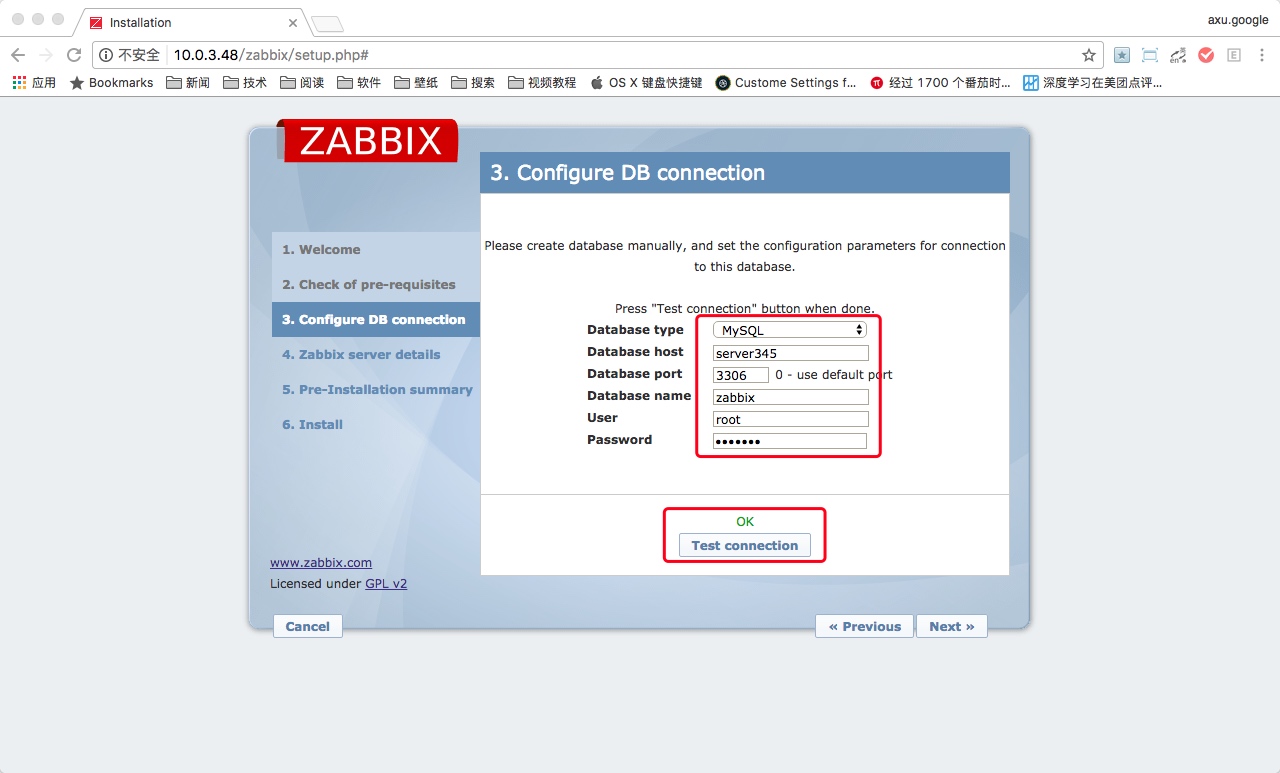 Installation
axu.google
不安全 10.0.3.48/zabbix/setup.php#
应用 Bookmarks 新闻 技术 阅读 软件 壁纸 搜索 视频教程 OS X 键盘快捷键 Custome Settings f... 经过 1700 个番茄时... 深度学习在美团点评...
ZABBIX
3. Configure DB connection
1. Welcome
2. Check of pre-requisites
3. Configure DB connection
4. Zabbix server details
5. Pre-Installation summary
6. Install
Please create database manually, and set the configuration parameters for connection
to this database.
Press "Test connection" button when done.
Database type MySQL
Database host server345
Database port 3306 0 - use default port
Database name zabbix
User root
Password •••••••
OK
Test connection
www.zabbix.com
Licensed under GPL v2
Cancel « Previous Next »